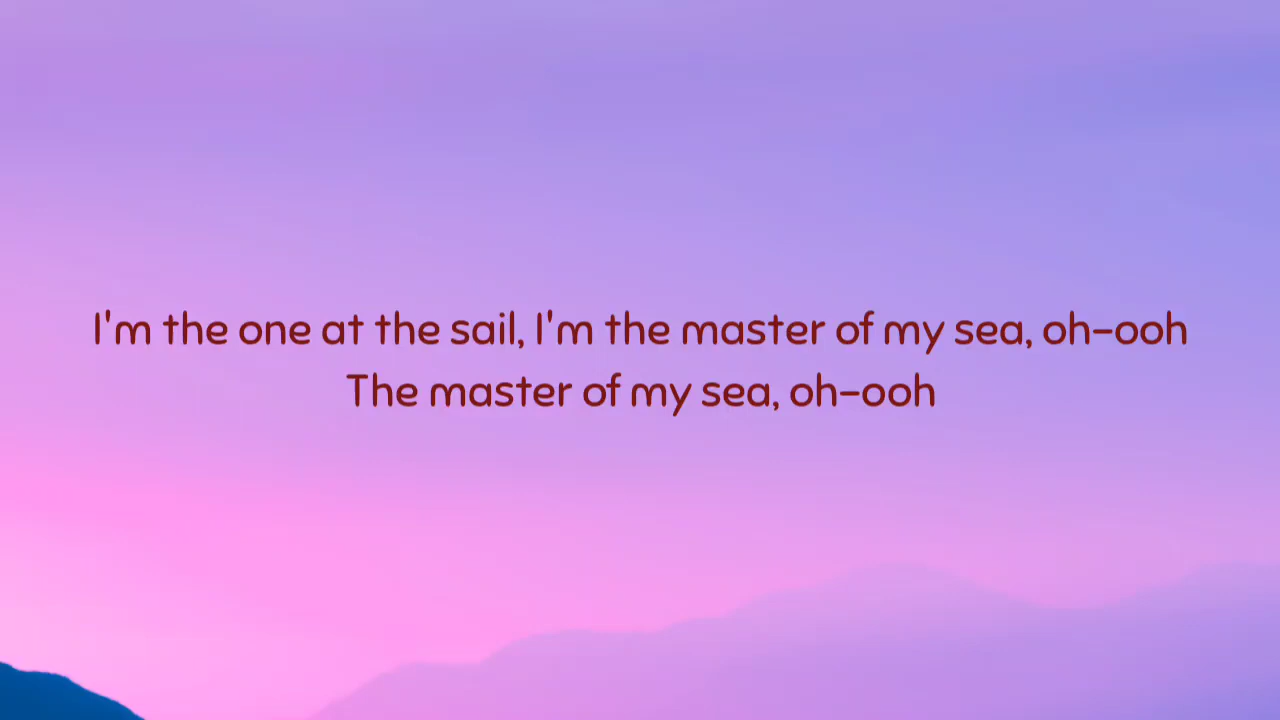 I'm the one at the sail, I'm the master of my sea, oh-ooh
The master of my sea, oh-ooh